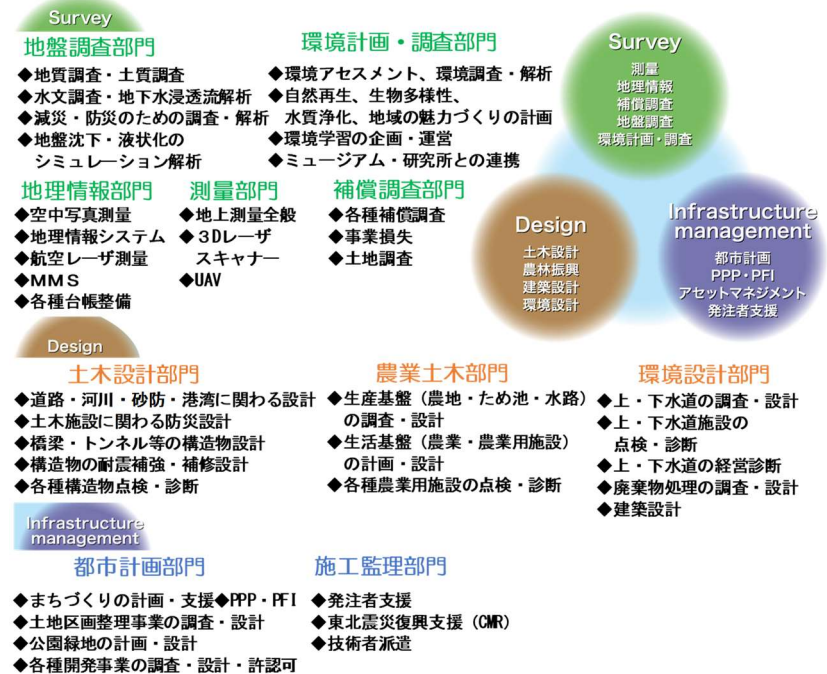 Survey
地盤調査部門
◆地質調査・土質調査
◆水文調査・地下水浸透流解析
◆減災・防災のための調査・解析
◆地盤沈下・液状化の
シミュレーション解析
環境計画・調査部門
◆環境アセスメント、環境調査・解析
◆自然再生、生物多様性、
水質浄化、地域の魅力づくりの計画
◆環境学習の企画・運営
◆ミュージアム・研究所との連携
地理情報部門
◆空中写真測量
◆地理情報システム
◆航空レーザ測量
◆MMS
◆各種台帳整備
測量部門
◆地上測量全般
◆3Dレーザ
スキャナー
◆UAV
補償調査部門
◆各種補償調査
◆事業損失
◆土地調査
Survey
測量
地理情報
補償調査
地盤調査
環境計画・調査
Design
土木設計
農林振興
建築設計
環境設計
Infrastructure
management
都市計画
PPP・PFI
アセットマネジメント
発注者支援
Design
土木設計部門
◆道路・河川・砂防・港湾に関わる設計
◆土木施設に関わる防災設計
◆橋梁・トンネル等の構造物設計
◆構造物の耐震補強・補修設計
◆各種構造物点検・診断
農業土木部門
◆生産基盤(農地・ため池・水路)
の調査・設計
◆生活基盤(農業・農業用施設)
の計画・設計
◆各種農業用施設の点検・診断
環境設計部門
◆上・下水道の調査・設計
◆上・下水道施設の
点検・診断
◆上・下水道の経営診断
◆廃棄物処理の調査・設計
◆建築設計
Infrastructure
management
都市計画部門
◆まちづくりの計画・支援◆PPP・PFI
◆土地区画整理事業の調査・設計
◆公園緑地の計画・設計
◆各種開発事業の調査・設計・許認可
施工監理部門
◆発注者支援
◆東北震災復興支援(CMR)
◆技術者派遣